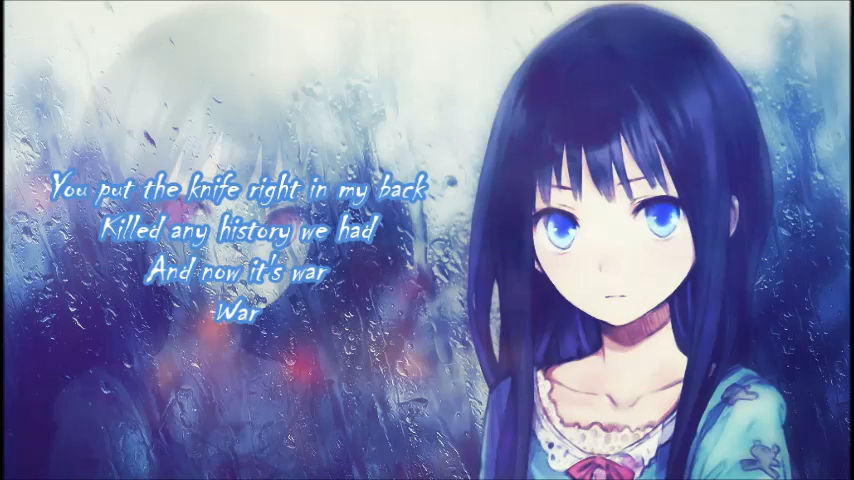 You put the knife right in my back
Killed any history we had
And now it's war
War